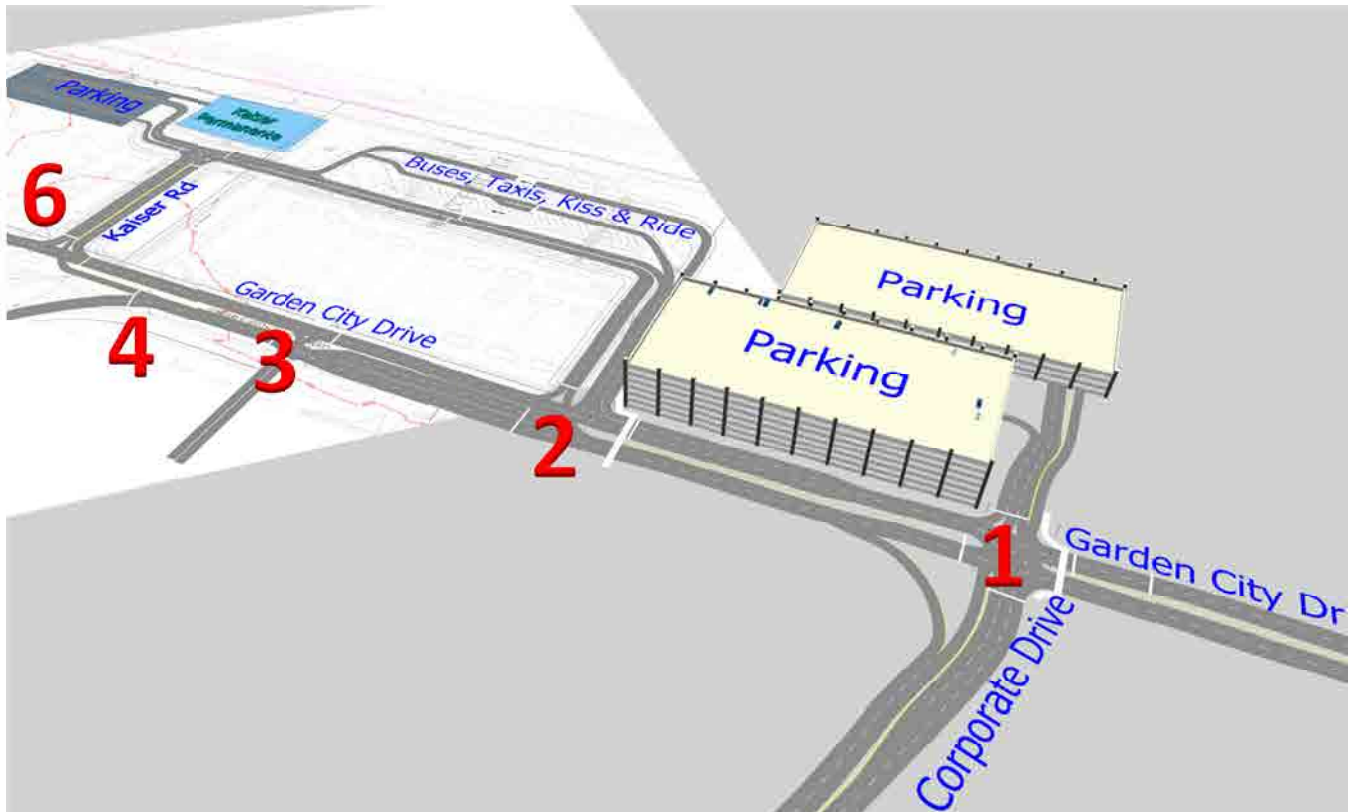 Parking
Kaiser
Permanente
Buses, Taxis, Kiss & Ride
6
Kaiser Rd
Parking
Garden City Drive
Parking
4
3
2
1
Garden City Dr
Corporate Drive